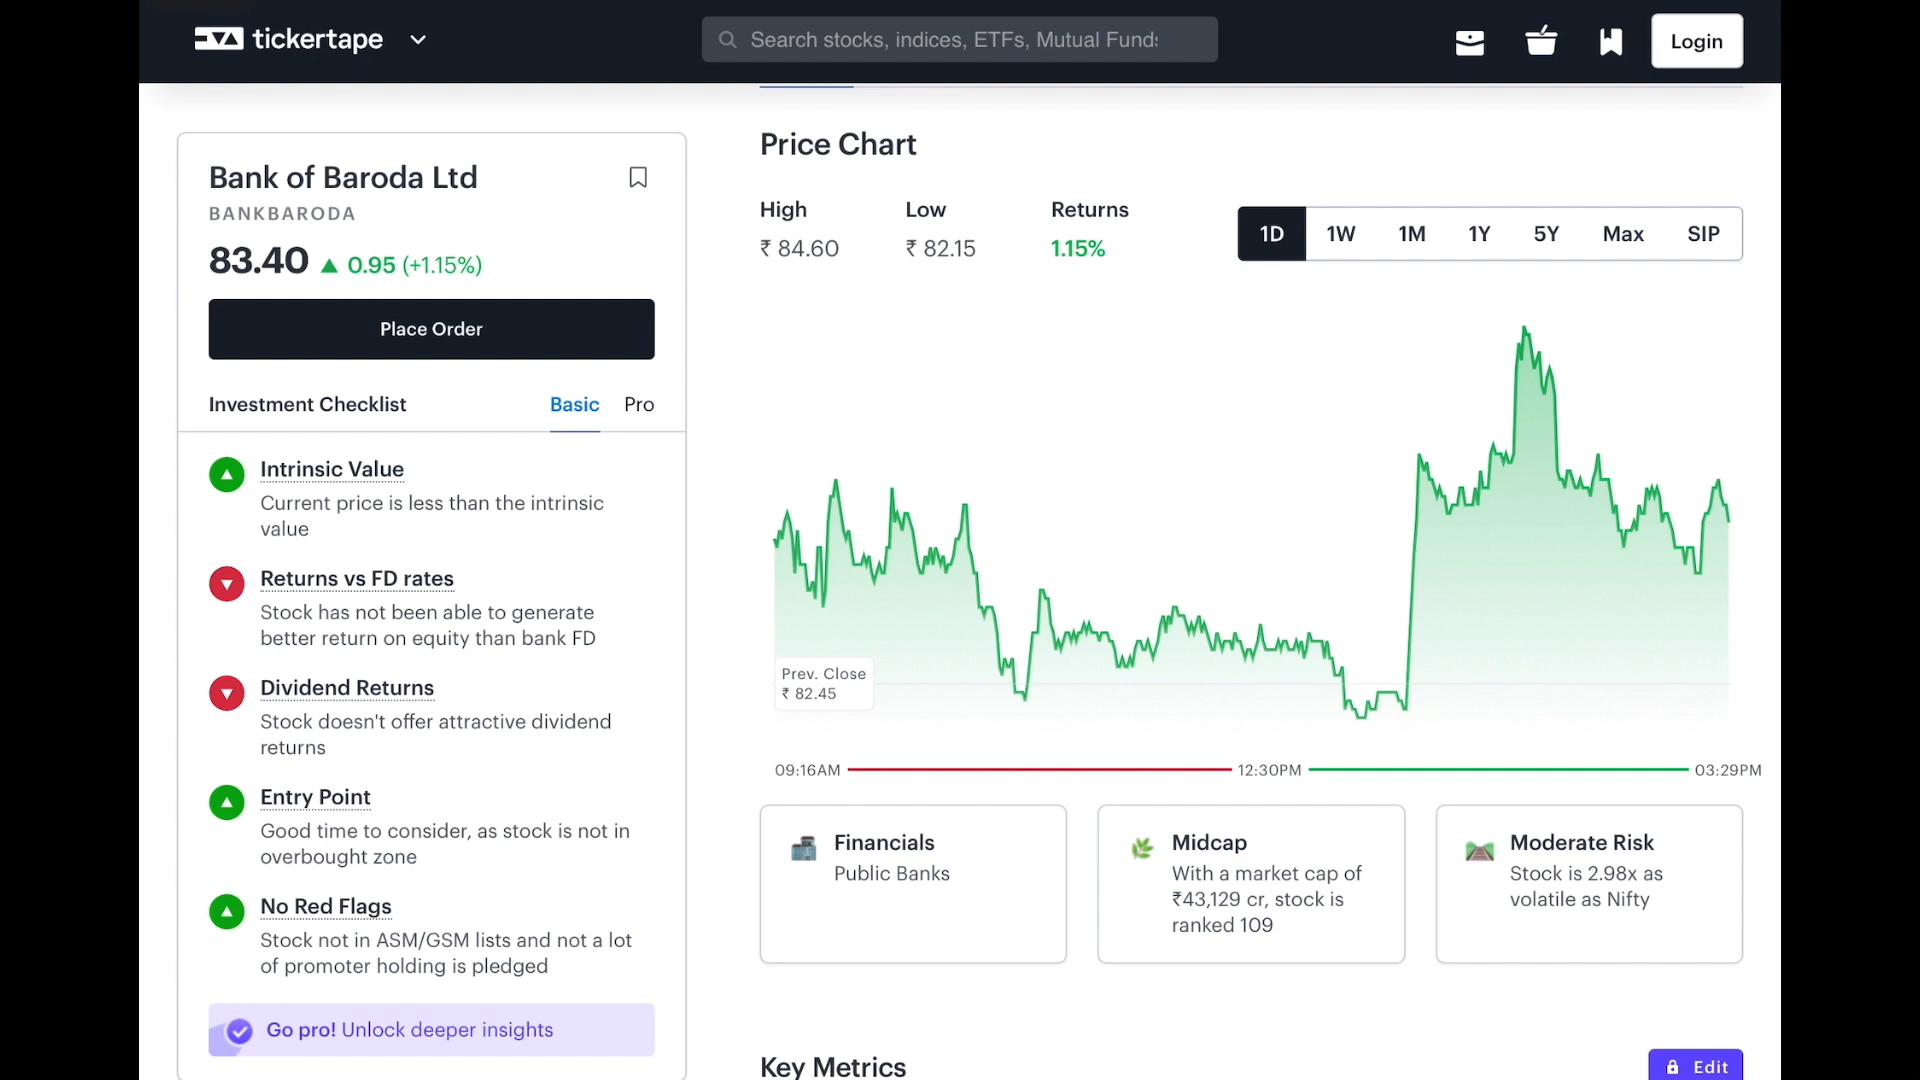 tickertape
Search stocks, indices, ETFs, Mutual Fund
Login
Bank of Baroda Ltd
BANKBARODA
83.40 ▲ 0.95 (+1.15%)
Place Order
Investment Checklist
Basic
Pro
Intrinsic Value
Current price is less than the intrinsic
value
Returns vs FD rates
Stock has not been able to generate
better return on equity than bank FD
Dividend Returns
Stock doesn't offer attractive dividend
returns
Entry Point
Good time to consider, as stock is not in
overbought zone
No Red Flags
Stock not in ASM/GSM lists and not a lot
of promoter holding is pledged
Go pro! Unlock deeper insights
Price Chart
High
Low
Returns
₹ 84.60
₹ 82.15
1.15%
1D
1W
1M
1Y
5Y
Max
SIP
Prev. Close
₹ 82.45
09:16AM
12:30PM
03:29PM
Financials
Public Banks
Midcap
With a market cap of
₹43,129 cr, stock is
ranked 109
Moderate Risk
Stock is 2.98x as
volatile as Nifty
Key Metrics
Edit